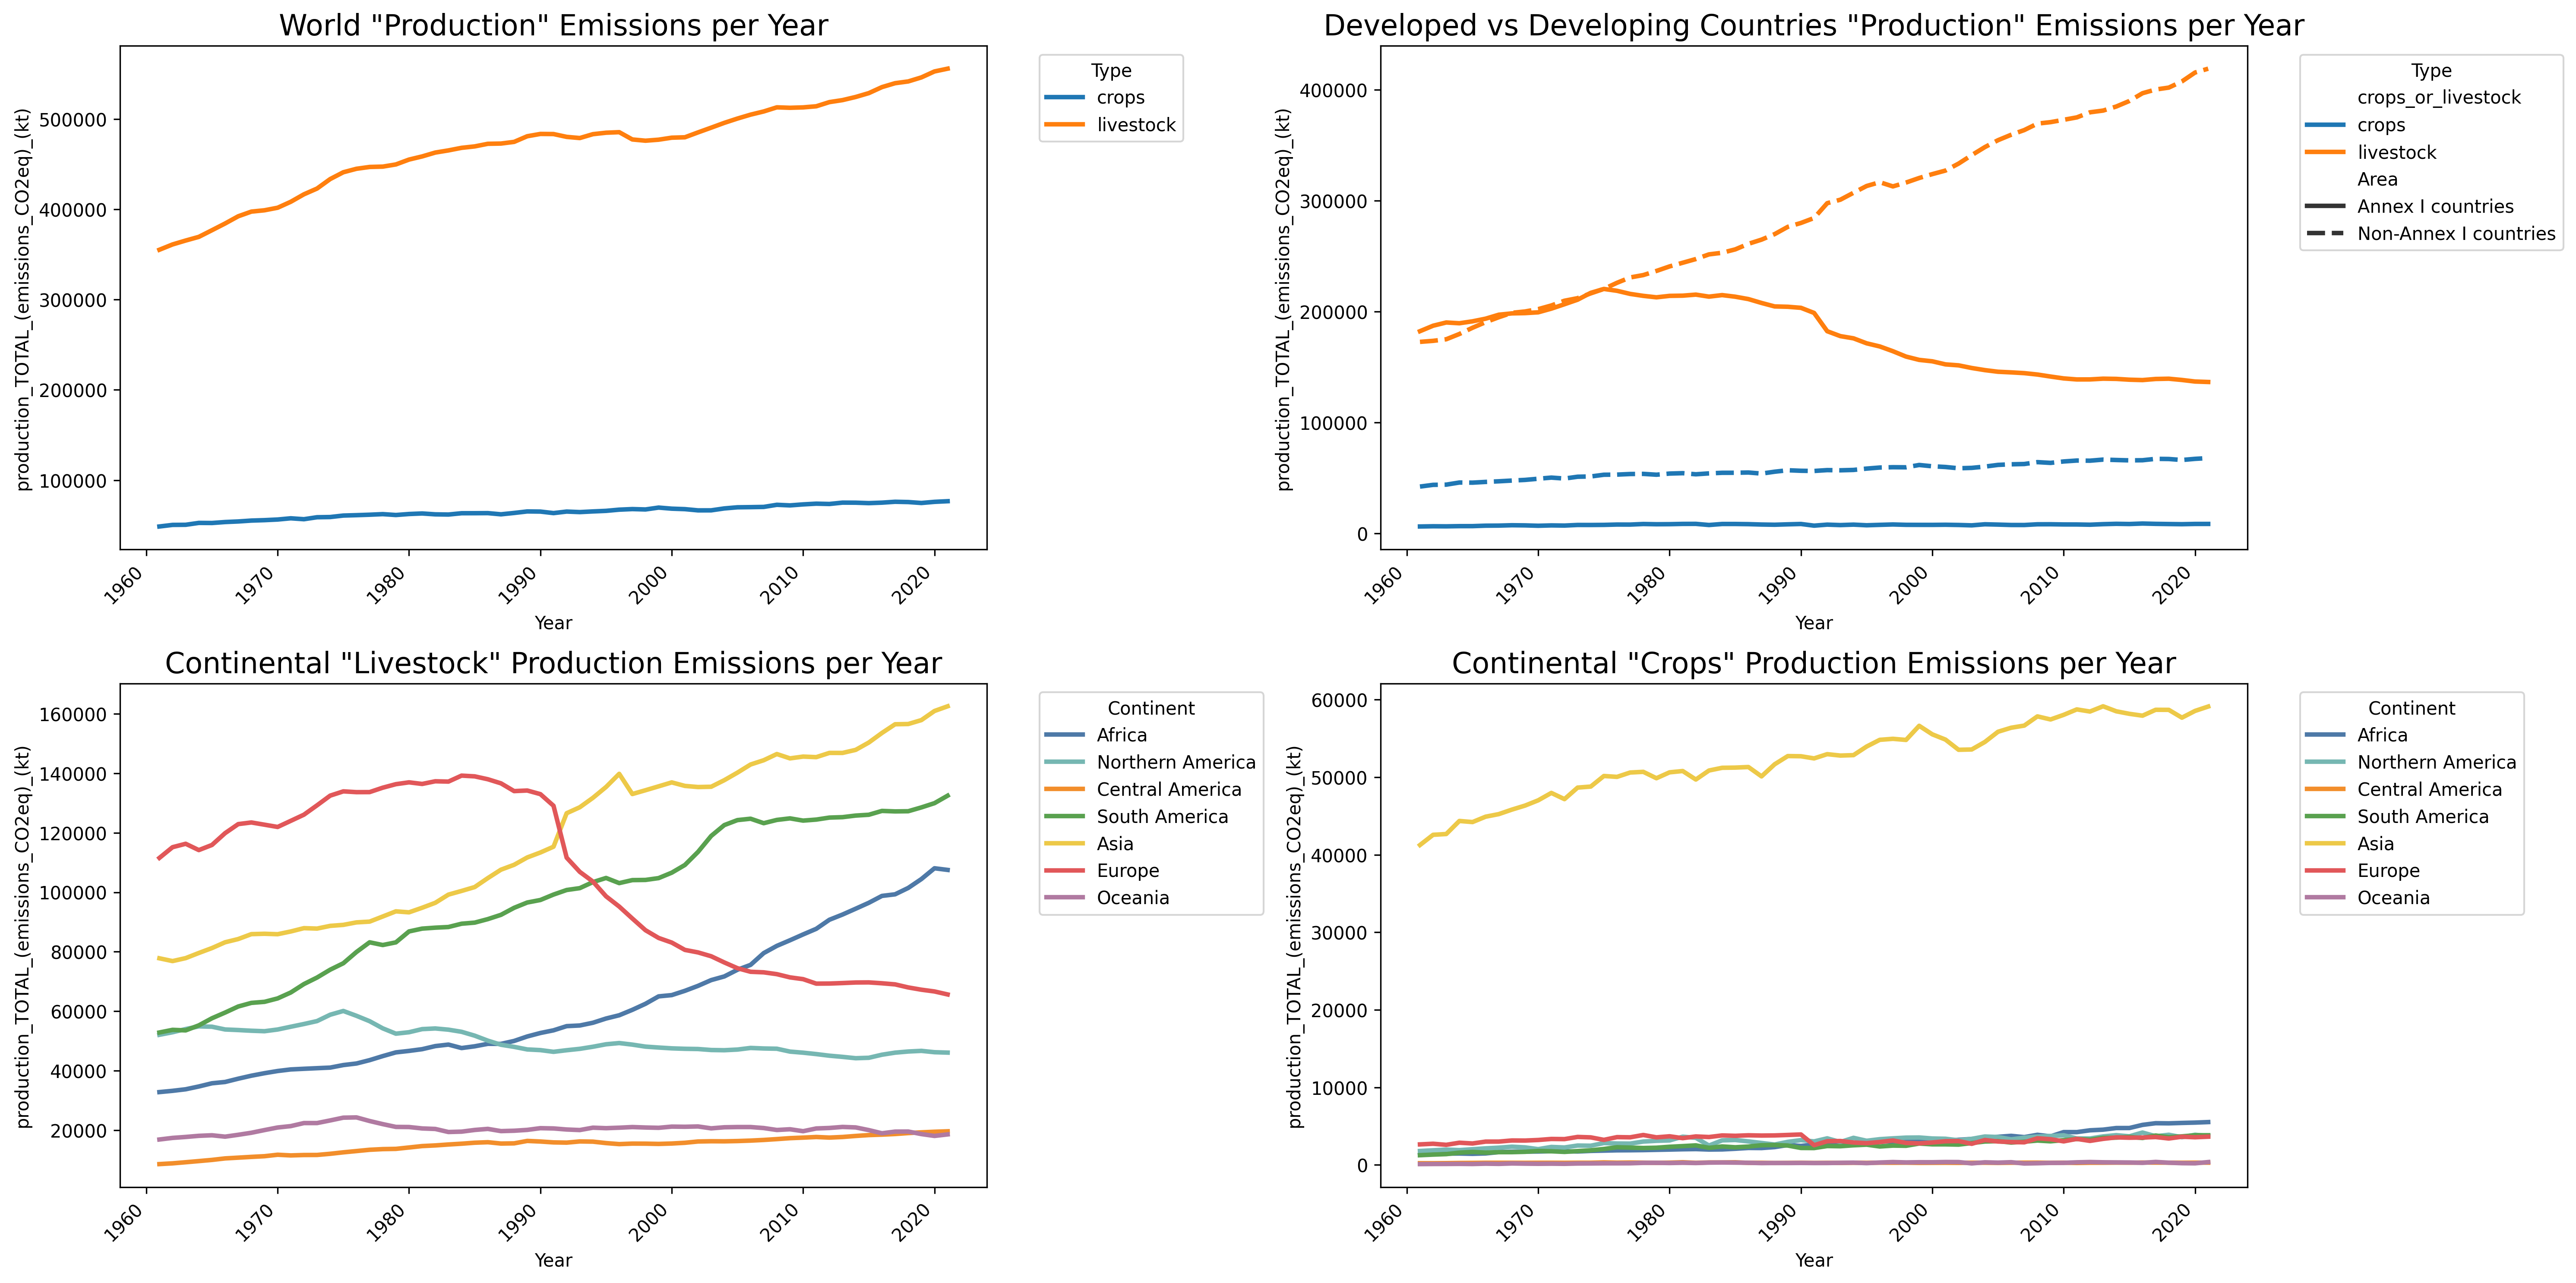 World "Production" Emissions per Year
production_TOTAL_(emissions_CO2eq)_(kt)
500000
400000
300000
200000
100000
1960
1970
1980
1990
2000
2010
2020
Year
Type
crops
livestock
Developed vs Developing Countries "Production" Emissions per Year
production_TOTAL_(emissions_CO2eq)_(kt)
400000
300000
200000
100000
0
1960
1970
1980
1990
2000
2010
2020
Year
Type
crops_or_livestock
crops
livestock
Area
Annex I countries
Non-Annex I countries
Continental "Livestock" Production Emissions per Year
production_TOTAL_(emissions_CO2eq)_(kt)
160000
140000
120000
100000
80000
60000
40000
20000
1960
1970
1980
1990
2000
2010
2020
Year
Continent
Africa
Northern America
Central America
South America
Asia
Europe
Oceania
Continental "Crops" Production Emissions per Year
production_TOTAL_(emissions_CO2eq)_(kt)
60000
50000
40000
30000
20000
10000
0
1960
1970
1980
1990
2000
2010
2020
Year
Continent
Africa
Northern America
Central America
South America
Asia
Europe
Oceania